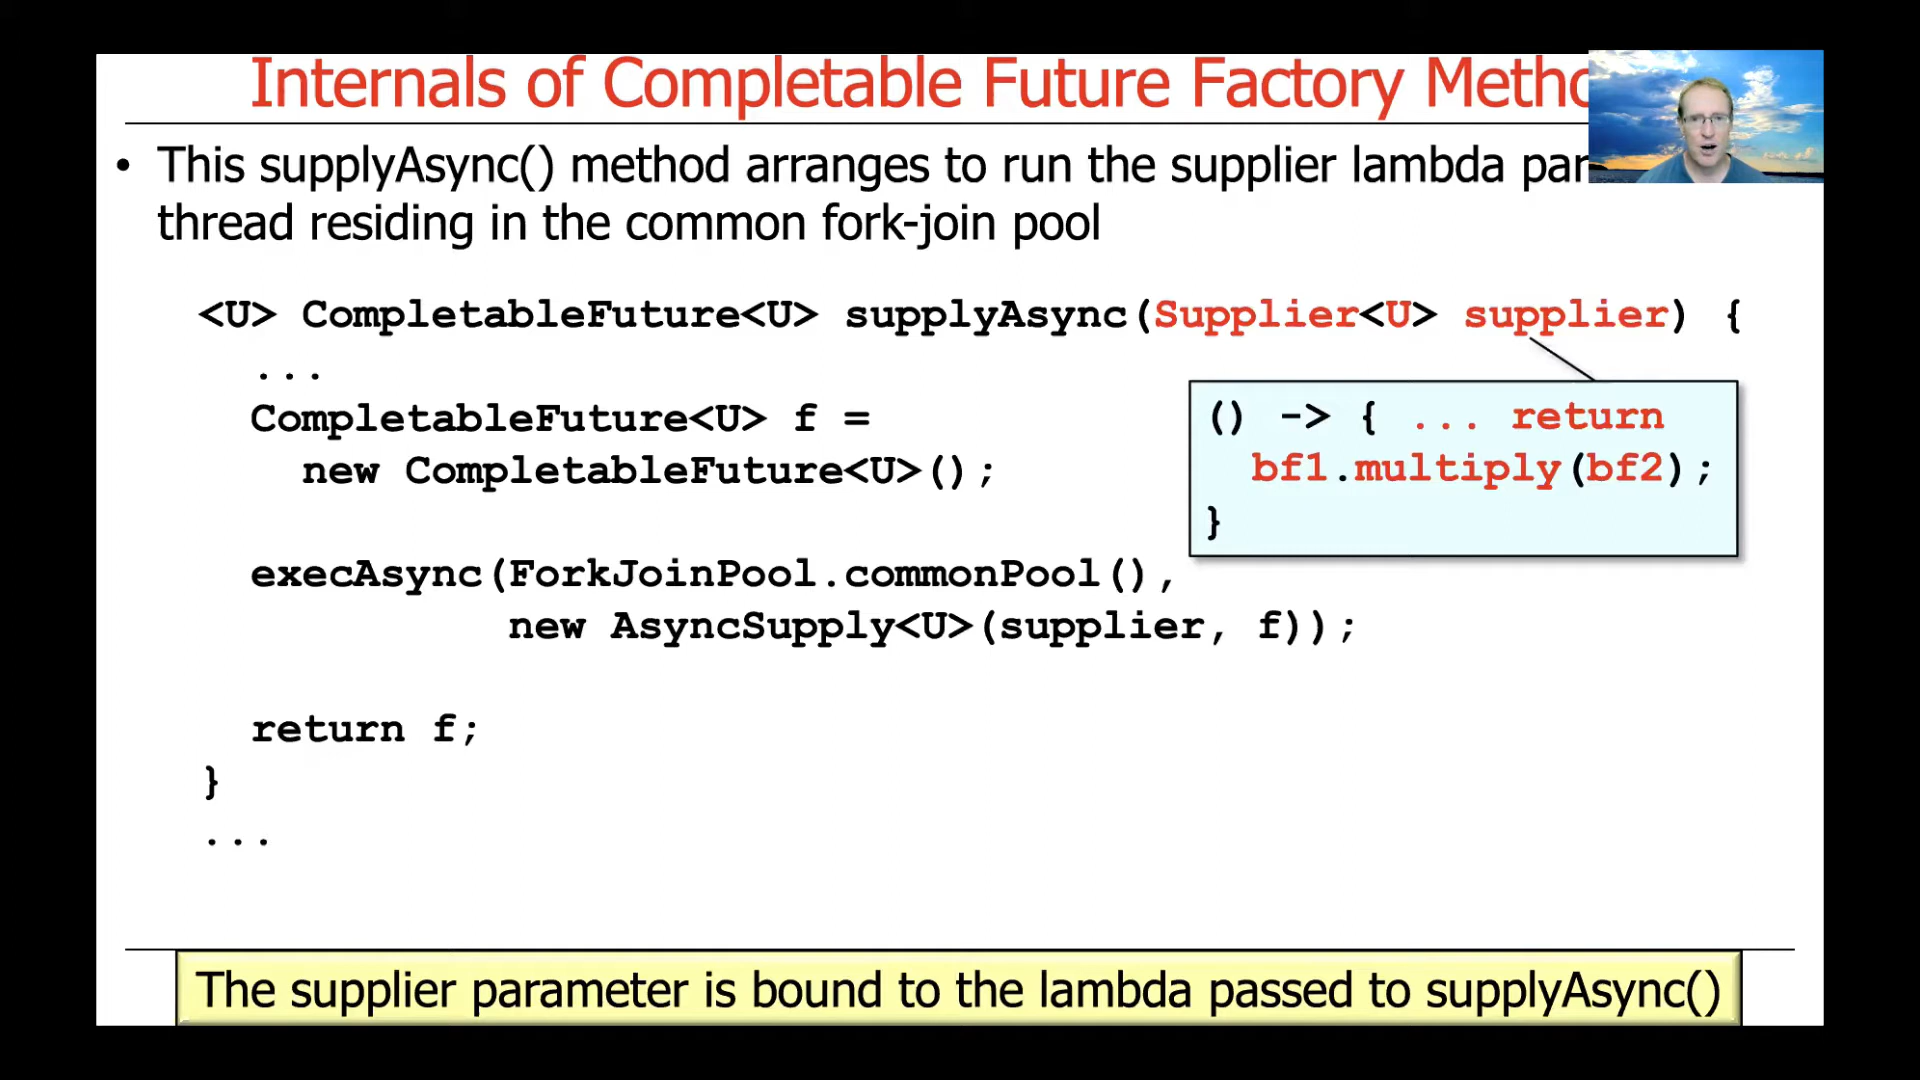 Internals of Completable Future Factory
• This supplyAsync() method arranges to run the supplier lambda
thread residing in the common fork-join pool
<U> CompletableFuture<U> supplyAsync(Supplier<U> supplier) {
...
CompletableFuture<U> f =
new CompletableFuture<U>();
() -> { ... return
bf1.multiply(bf2);
}
execAsync(ForkJoinPool.commonPool(),
new AsyncSupply<U>(supplier, f));
return f;
}
...
The supplier parameter is bound to the lambda passed to supplyAsync()